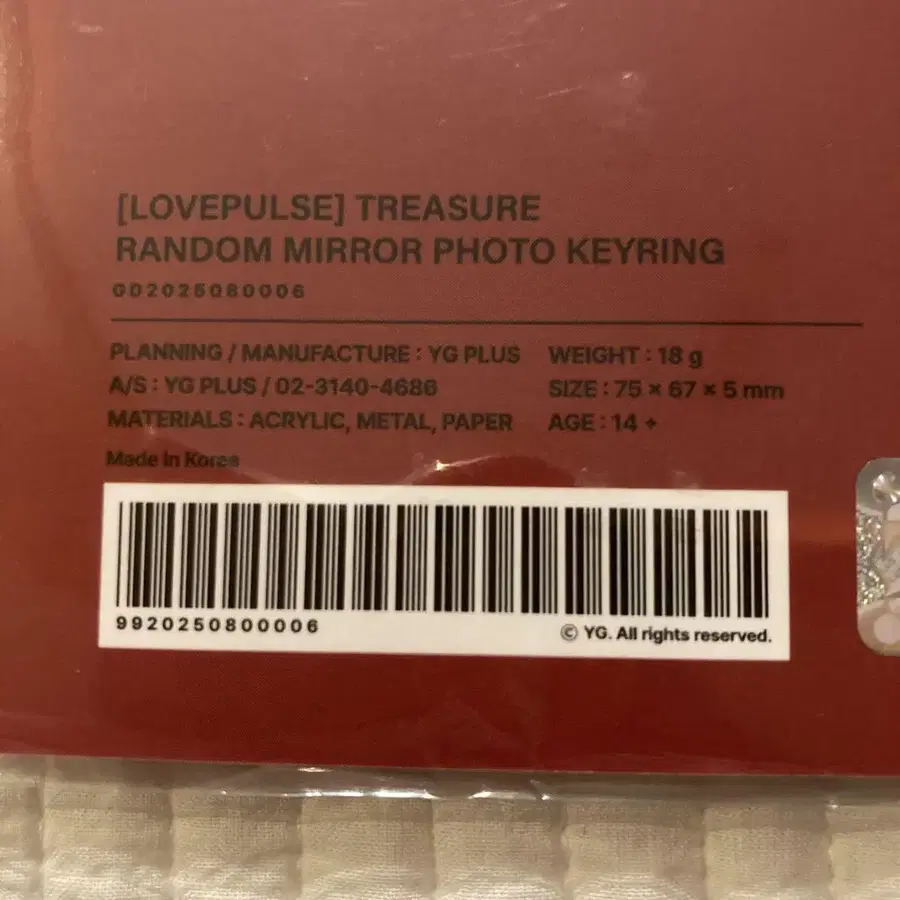 [LOVEPULSE] TREASURE
RANDOM MIRROR PHOTO KEYRING
002025080006
PLANNING / MANUFACTURE : YG PLUS
A/S : YG PLUS / 02-3140-4686
MATERIALS : ACRYLIC, METAL, PAPER
WEIGHT : 18 g
SIZE : 75 × 67 × 5 mm
AGE : 14 +
Made in Korea
9920250800006
© YG. All rights reserved.